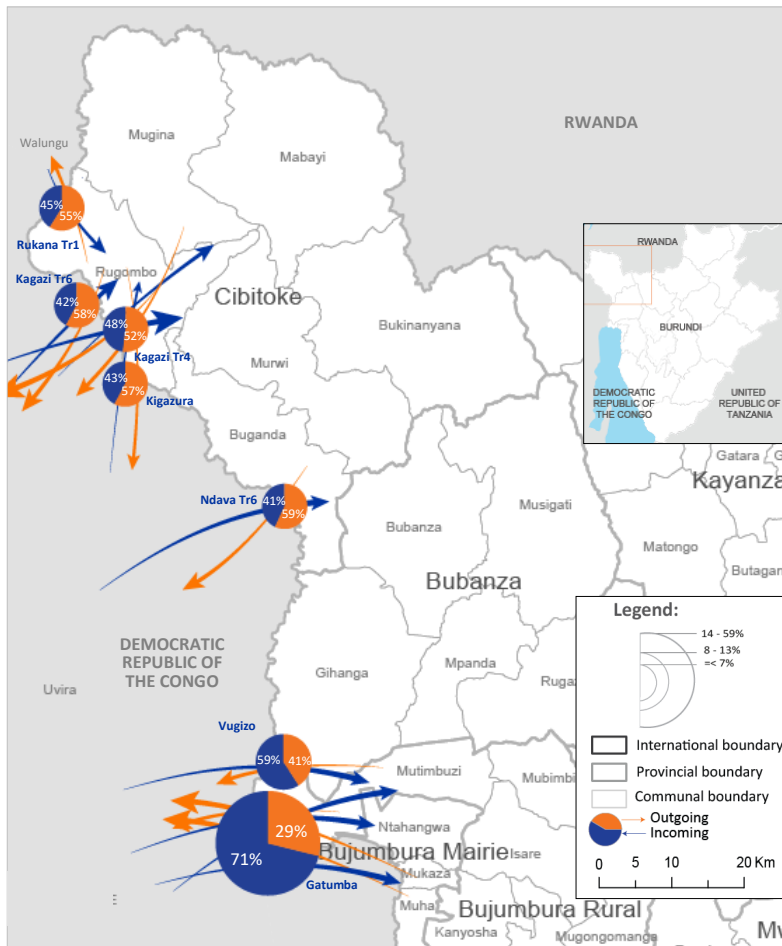 RWANDA
Mugina
Walungu
Mabayi
45%
55%
Rukana Tr1
RWANDA
Kagazi Tr6
Rugombo
Cibitoke
42%
58%
48%
52%
Bukinanyana
BURUNDI
Kagazi Tr4
Murwi
43%
57%
Kigazura
DEMOCRATIC
REPUBLIC OF
THE CONGO
UNITED
REPUBLIC OF
TANZANIA
Buganda
Gatara
G
Kayanza
Ndava Tr6
41%
59%
Musigati
Bubanza
Matongo
Butagan
Bubanza
Legend:
14 - 59%
8 - 13%
=< 7%
International boundary
Provincial boundary
Communal boundary
Outgoing
Incoming
0 5 10 20 Km
DEMOCRATIC
REPUBLIC OF
THE CONGO
Uvira
Gihanga
Mpanda
Rugaz
Vugizo
59%
41%
Mutimbuzi
Mubimbi
29%
71%
Ntahangwa
Bujumbura Mairie
Isare
Mukaza
Gatumba
Muha
Bujumbura Rural
Kanyosha
Mugongomanga